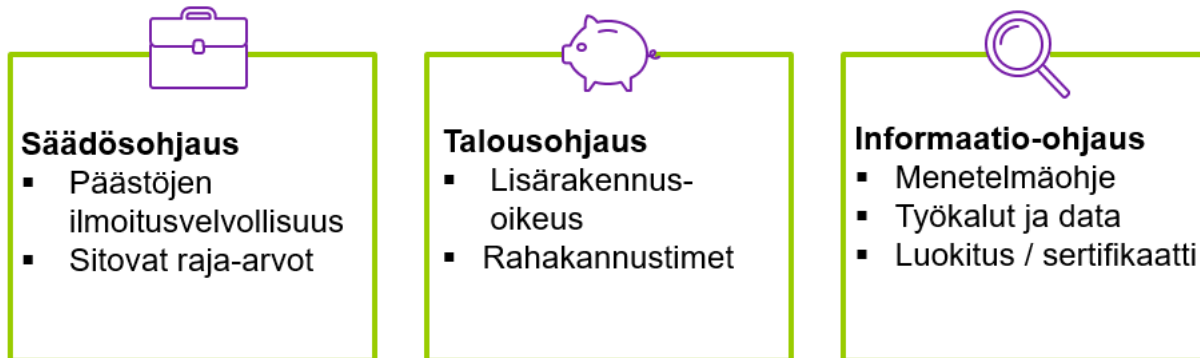 Säädösohjaus
▪ Päästöjen
ilmoitusvelvollisuus
▪ Sitovat raja-arvot
Talousohjaus
▪ Lisärakennus-
oikeus
▪ Rahakannustimet
Informaatio-ohjaus
▪ Menetelmäohje
▪ Työkalut ja data
▪ Luokitus / sertifikaatti